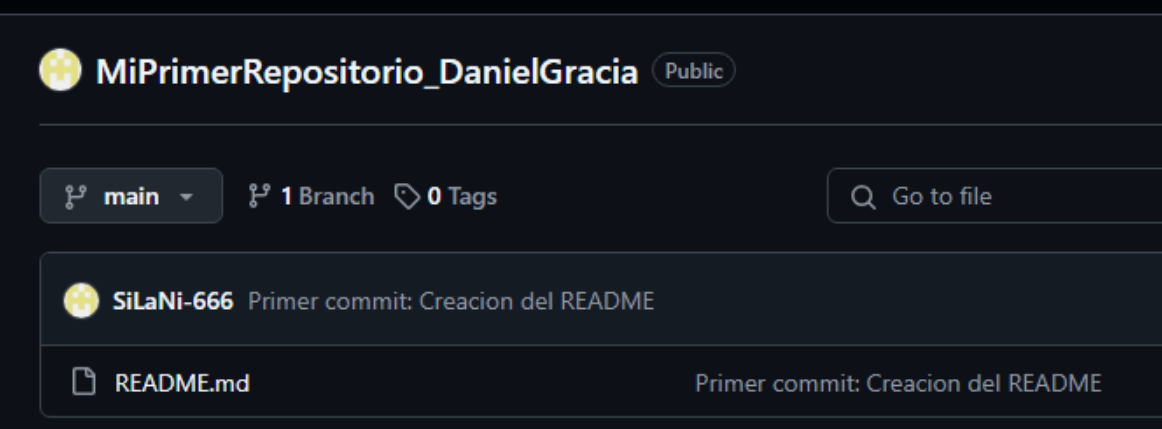 MiPrimerRepositorio_DanielGracia Public
main 1 Branch 0 Tags Go to file
SiLaNi-666 Primer commit: Creacion del README
README.md Primer commit: Creacion del README